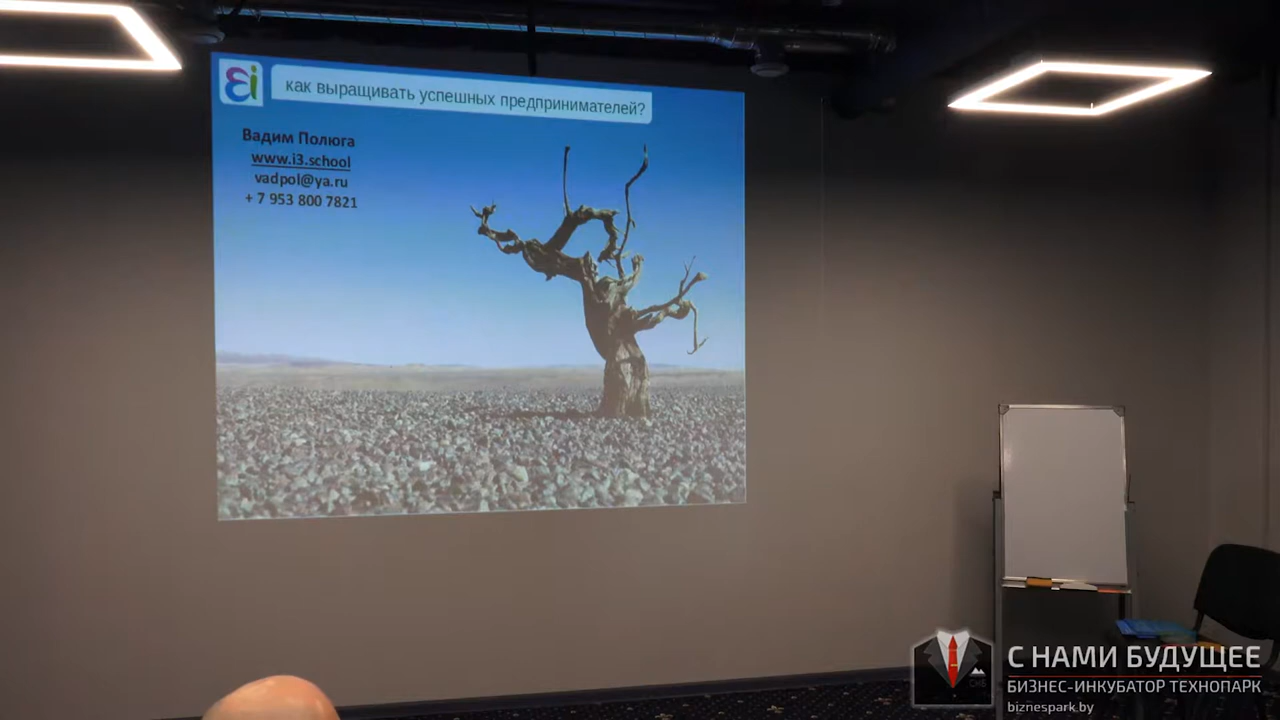 Ɛi
как выращивать успешных предпринимателей?
Вадим Полюга
www.i3.school
vadpol@ya.ru
+ 7 953 800 7821
С НАМИ БУДУЩЕЕ
БИЗНЕС-ИНКУБАТОР ТЕХНОПАРК
biznespark.by